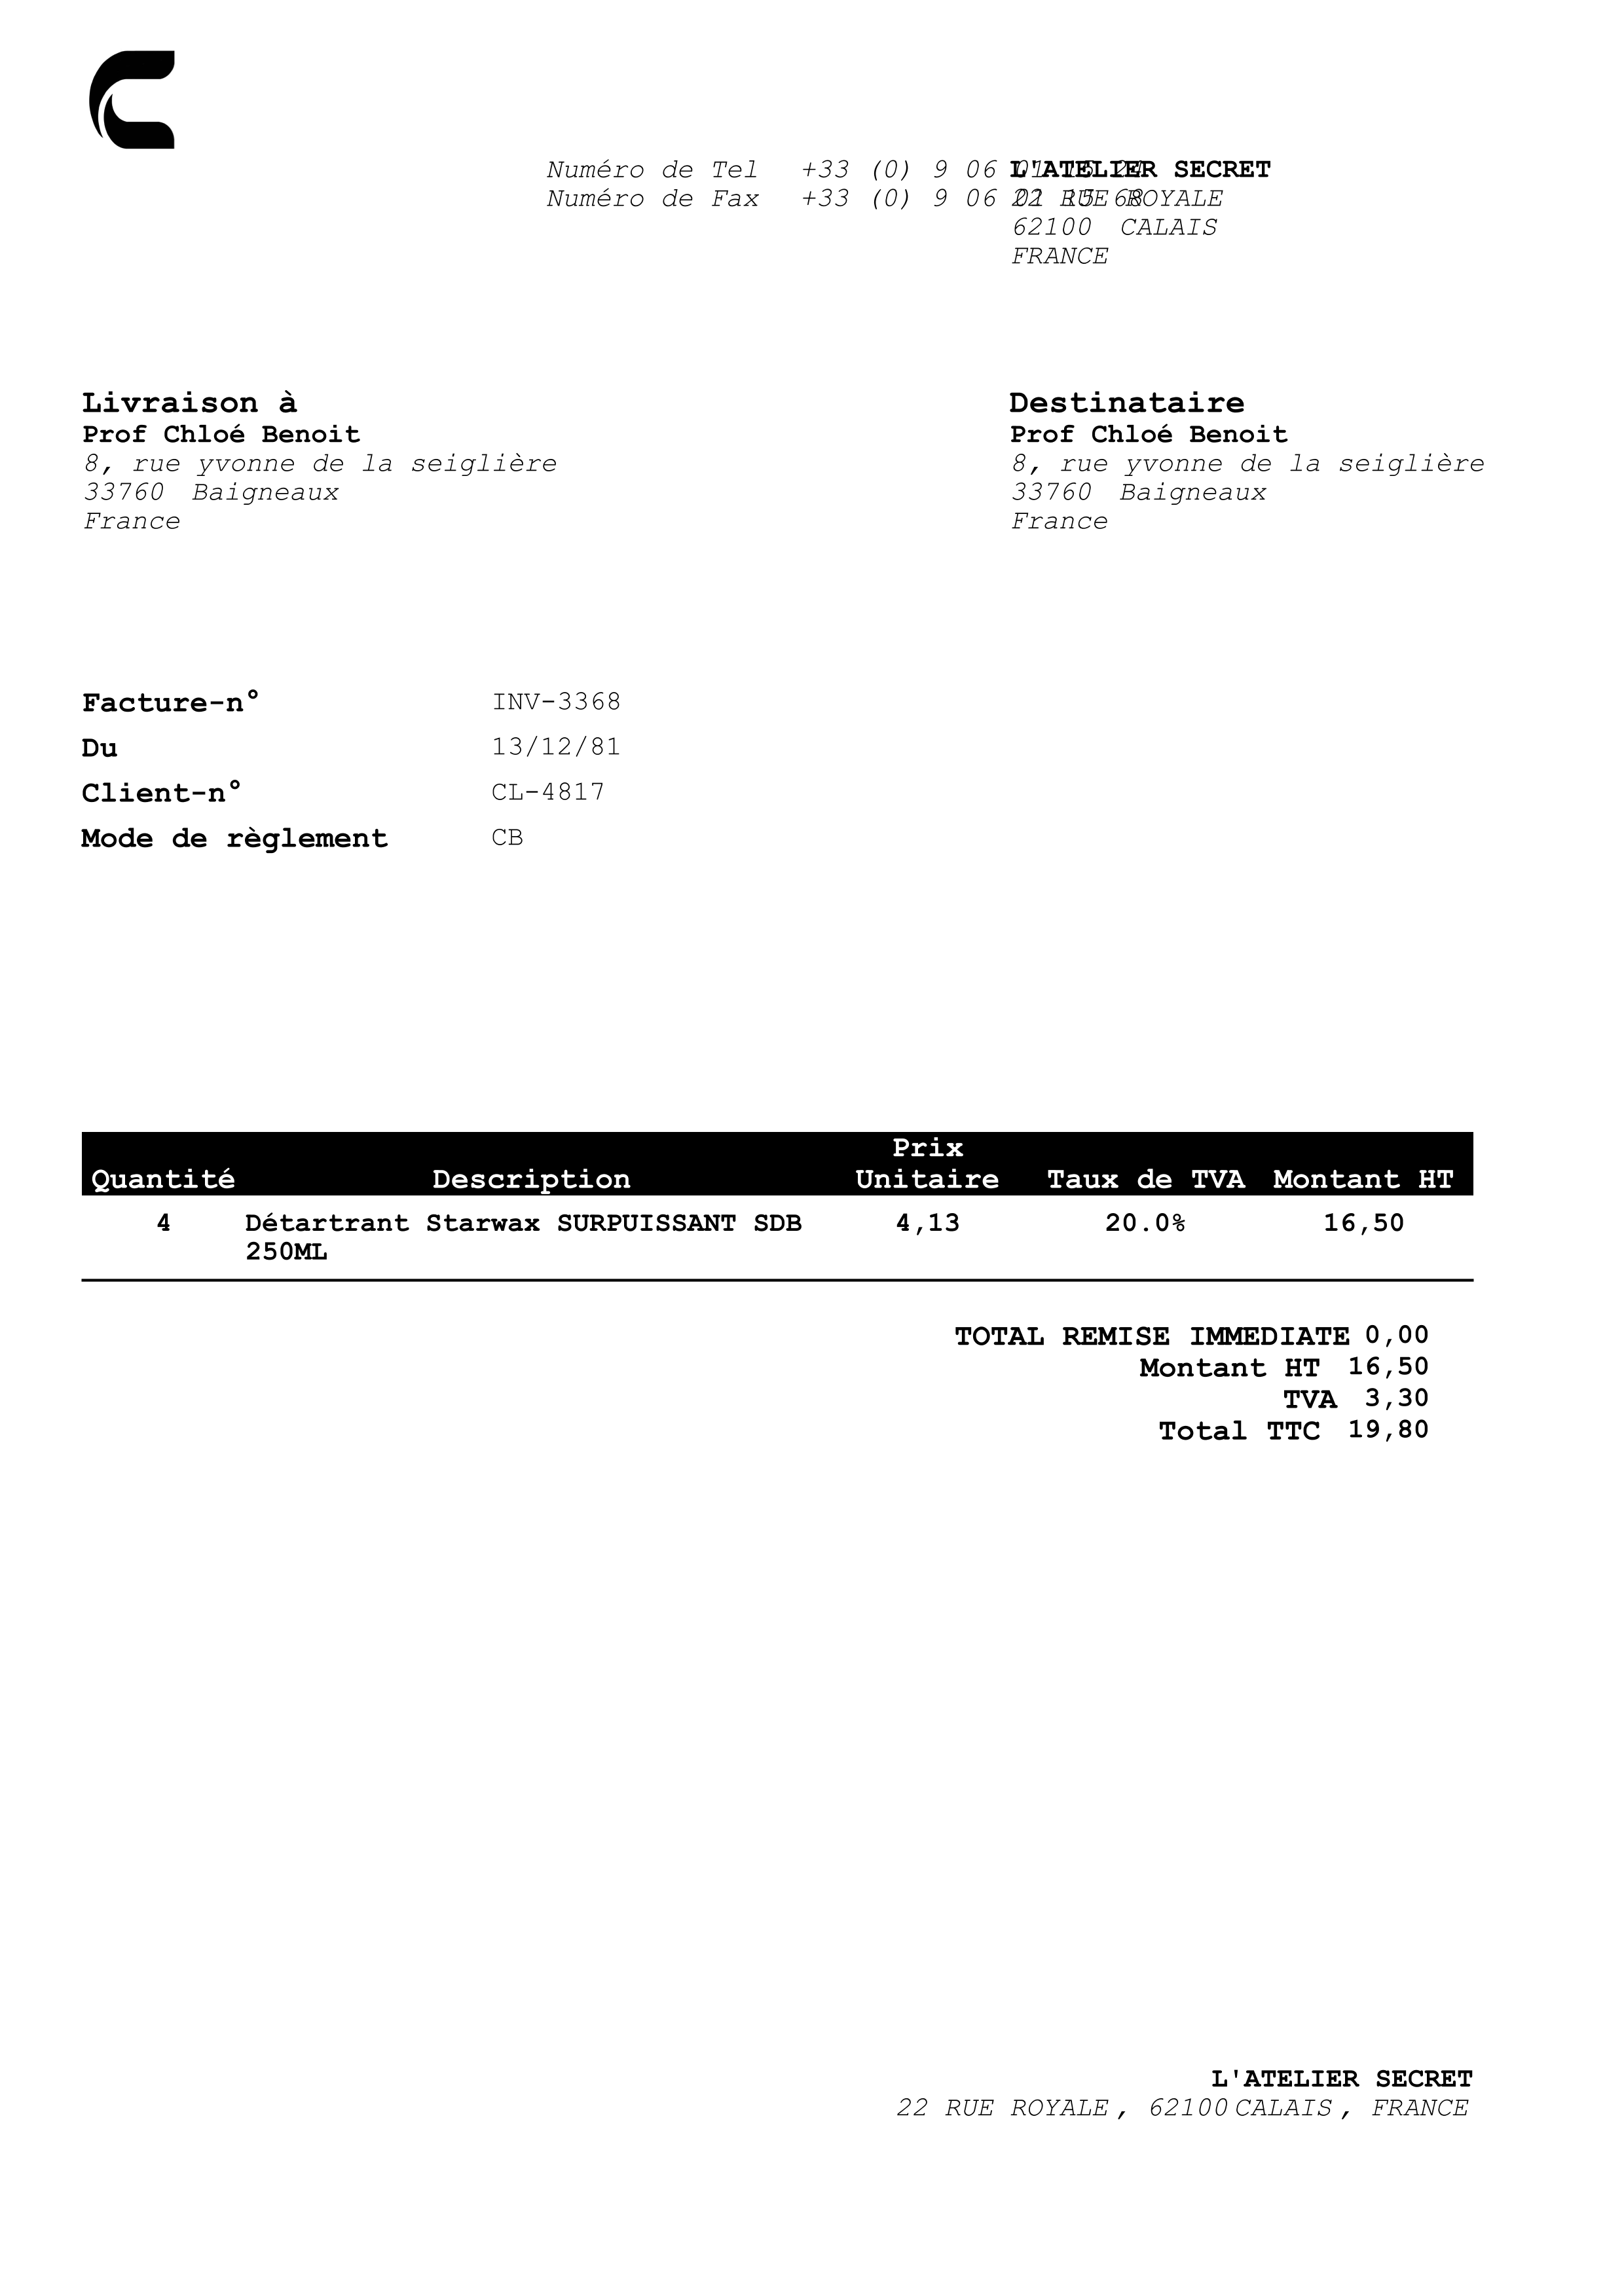 Numéro de Tel +33 (0) 9 06
L'ATELIER SECRET
Numéro de Fax +33 (0) 9 06
22 RUE ROYALE
62100 CALAIS
FRANCE
Livraison à
Prof Chloé Benoit
8, rue yvonne de la seiglière
33760 Baigneaux
France
Destinataire
Prof Chloé Benoit
8, rue yvonne de la seiglière
33760 Baigneaux
France
Facture-n° INV-3368
Du 13/12/81
Client-n° CL-4817
Mode de règlement CB
Quantité Description Prix Unitaire Taux de TVA Montant HT
4 Détartrant Starwax SURPUISSANT SDB 4,13 20.0% 16,50
250ML
TOTAL REMISE IMMEDIATE 0,00
Montant HT 16,50
TVA 3,30
Total TTC 19,80
L'ATELIER SECRET
22 RUE ROYALE, 62100 CALAIS, FRANCE